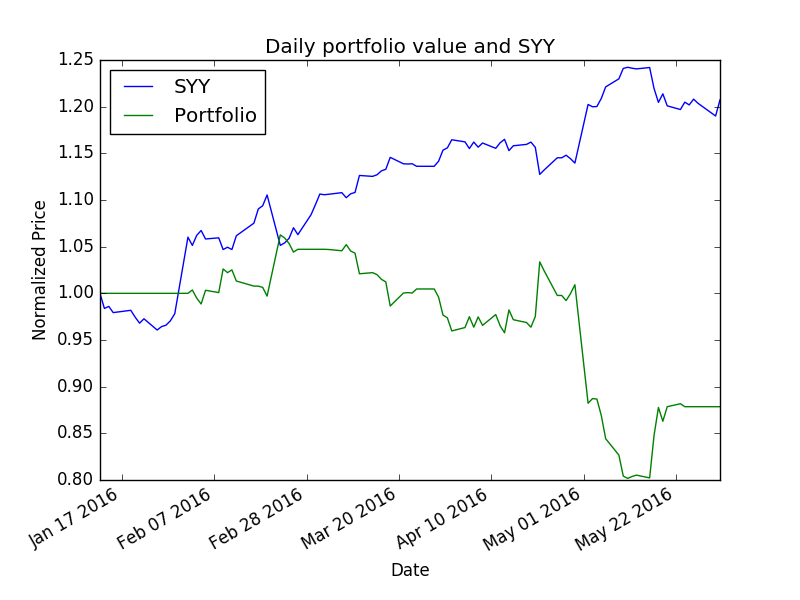 Daily portfolio value and SYY
SYY
Portfolio
Normalized Price
1.25
1.20
1.15
1.10
1.05
1.00
0.95
0.90
0.85
0.80
Jan 17 2016
Feb 07 2016
Feb 28 2016
Mar 20 2016
Apr 10 2016
May 01 2016
May 22 2016
Date